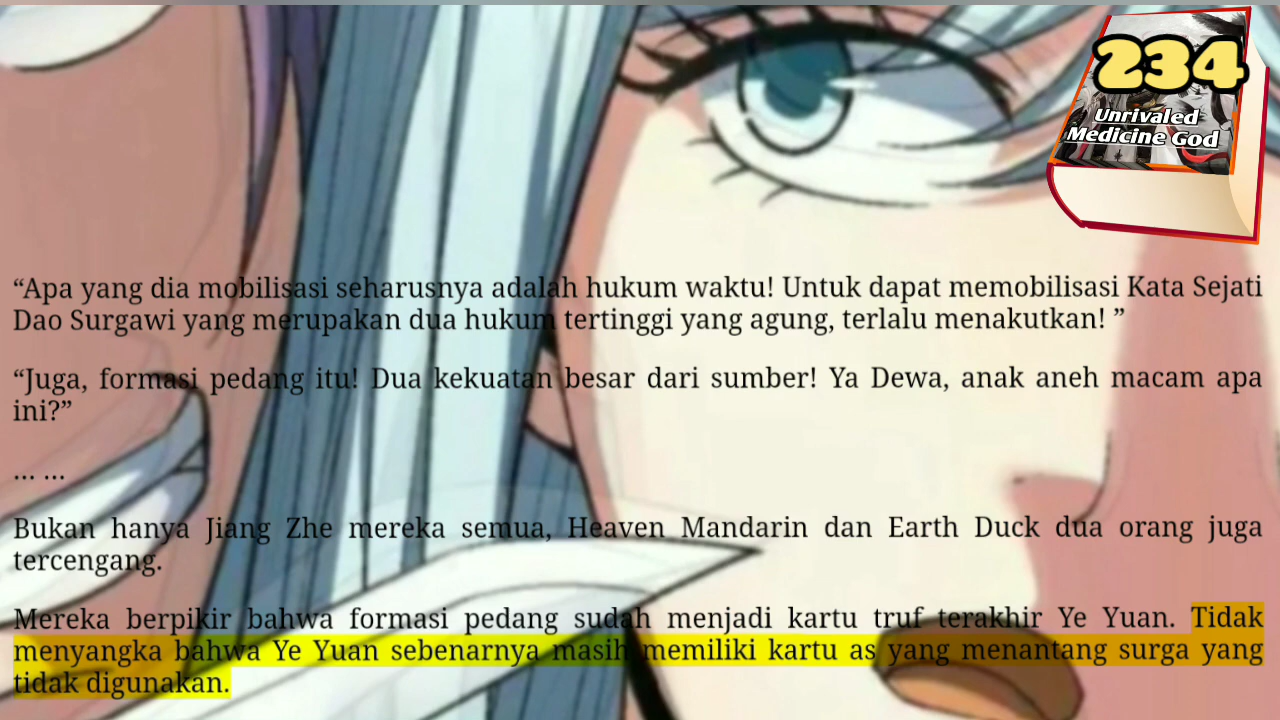 234
Unrivaled
Medicine God
“Apa yang dia mobilisasi seharusnya adalah hukum waktu! Untuk dapat memobilisasi Kata Sejati
Dao Surgawi yang merupakan dua hukum tertinggi yang agung, terlalu menakutkan! ”
“Juga, formasi pedang itu! Dua kekuatan besar dari sumber! Ya Dewa, anak aneh macam apa
ini?”
... ...
Bukan hanya Jiang Zhe mereka semua, Heaven Mandarin dan Earth Duck dua orang juga
tercengang.
Mereka berpikir bahwa formasi pedang sudah menjadi kartu truf terakhir Ye Yuan. Tidak
menyangka bahwa Ye Yuan sebenarnya masih memiliki kartu as yang menantang surga yang
tidak digunakan.